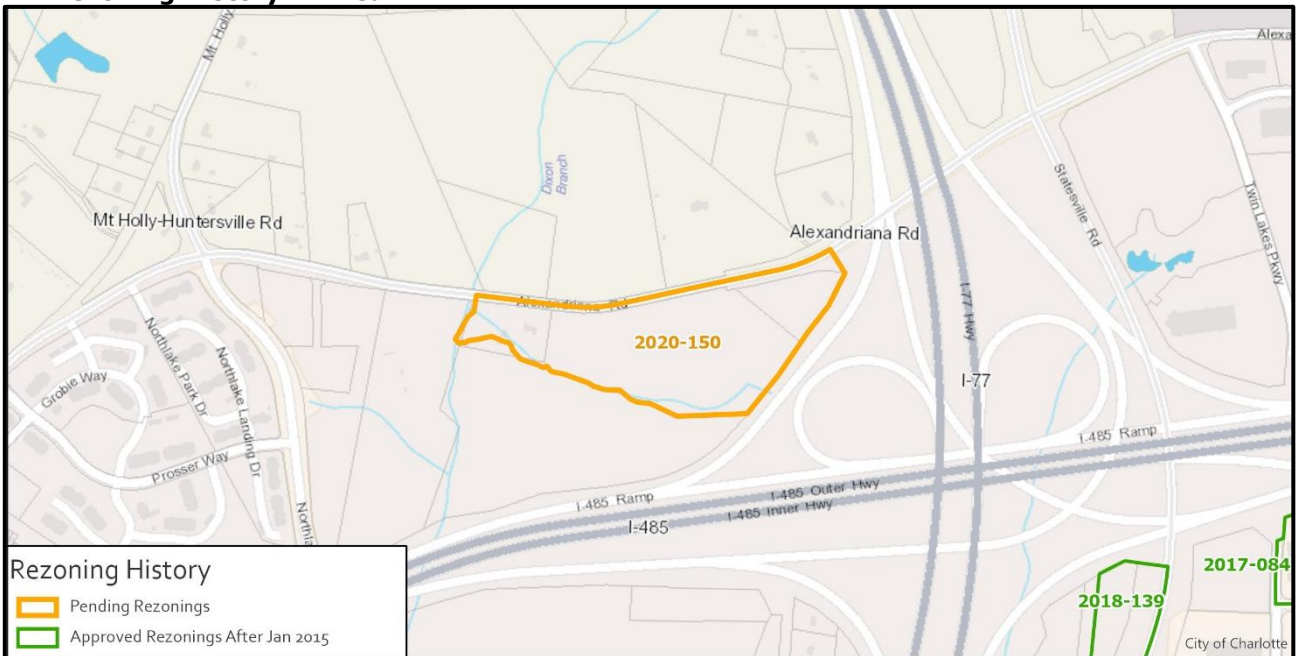 Mt Holly
Alexa
Dixon
Branch
Mt Holly-Huntersville Rd
Alexandriana Rd
Statesville Rd
Twin Lakes Pkwy
Alexandriana Rd
2020-150
I-77 Hwy
I-77
Northlake Park Dr
Northlake Landing Dr
Grobie Way
Prosser Way
Northla
I-485 Ramp
I-485 Ramp
I-485 Outer Hwy
I-485 Inner Hwy
I-485
2017-084
2018-139
Rezoning History
Pending Rezonings
Approved Rezonings After Jan 2015
City of Charlotte